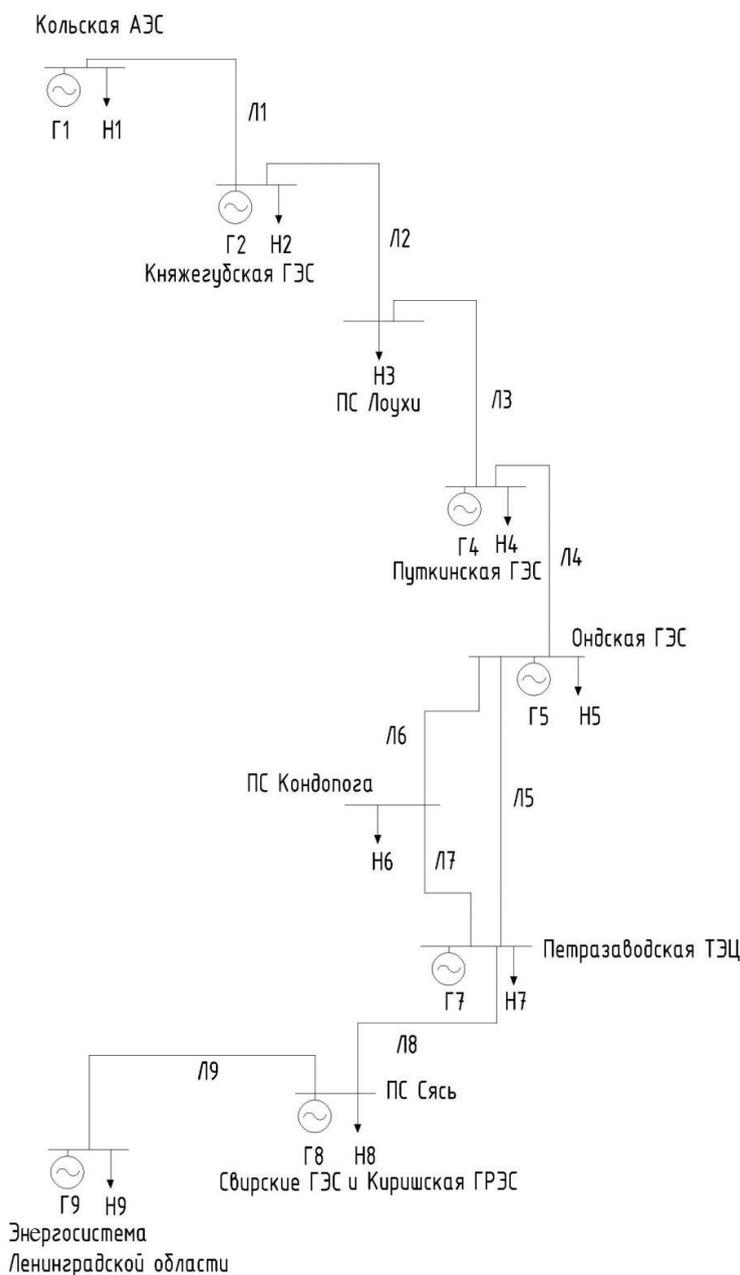 Кольская АЭС
Г1 Н1
Л1
Г2 Н2
Княжегубская ГЭС
Л2
Н3
ПС Лоухи
Л3
Г4 Н4
Путкинская ГЭС
Л4
Ондская ГЭС
Г5 Н5
Л6
ПС Кондопога
Л5
Н6
Л7
Петразаводская ТЭЦ
Г7 Н7
Л8
Л9
ПС Сясь
Г8 Н8
Свирские ГЭС и Киришская ГРЭС
Г9 Н9
Энергосистема
Ленинградской области